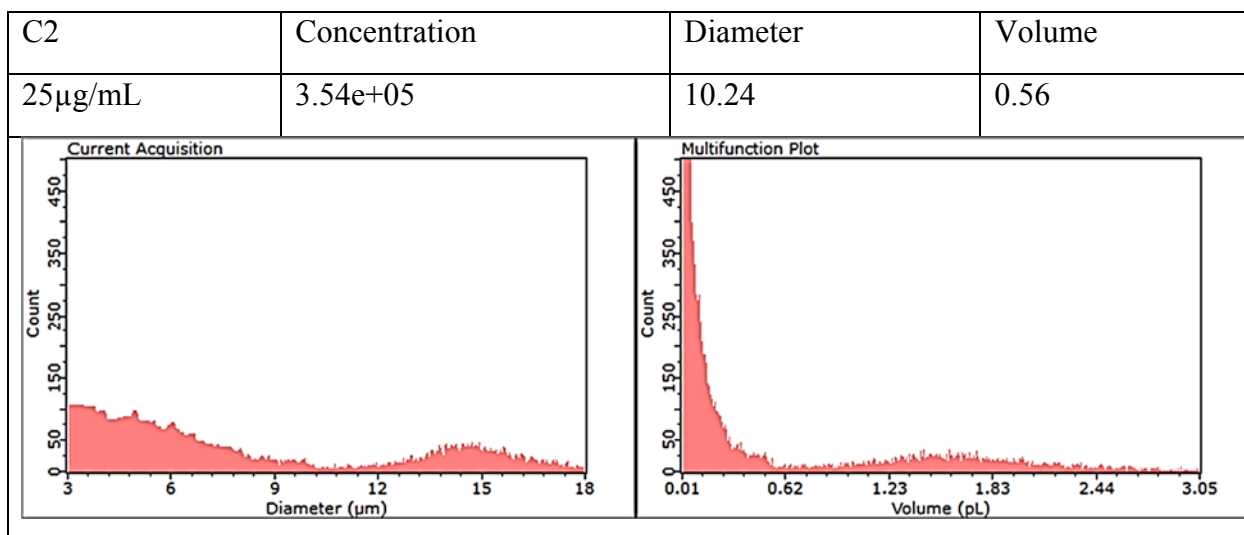 C2 Concentration Diameter Volume
25µg/mL 3.54e+05 10.24 0.56
Current Acquisition
450
350
250
150
50
0
Count
3 6 9 12 15 18
Diameter (µm)
Multifunction Plot
450
350
250
150
50
0
Count
0.01 0.62 1.23 1.83 2.44 3.05
Volume (pL)